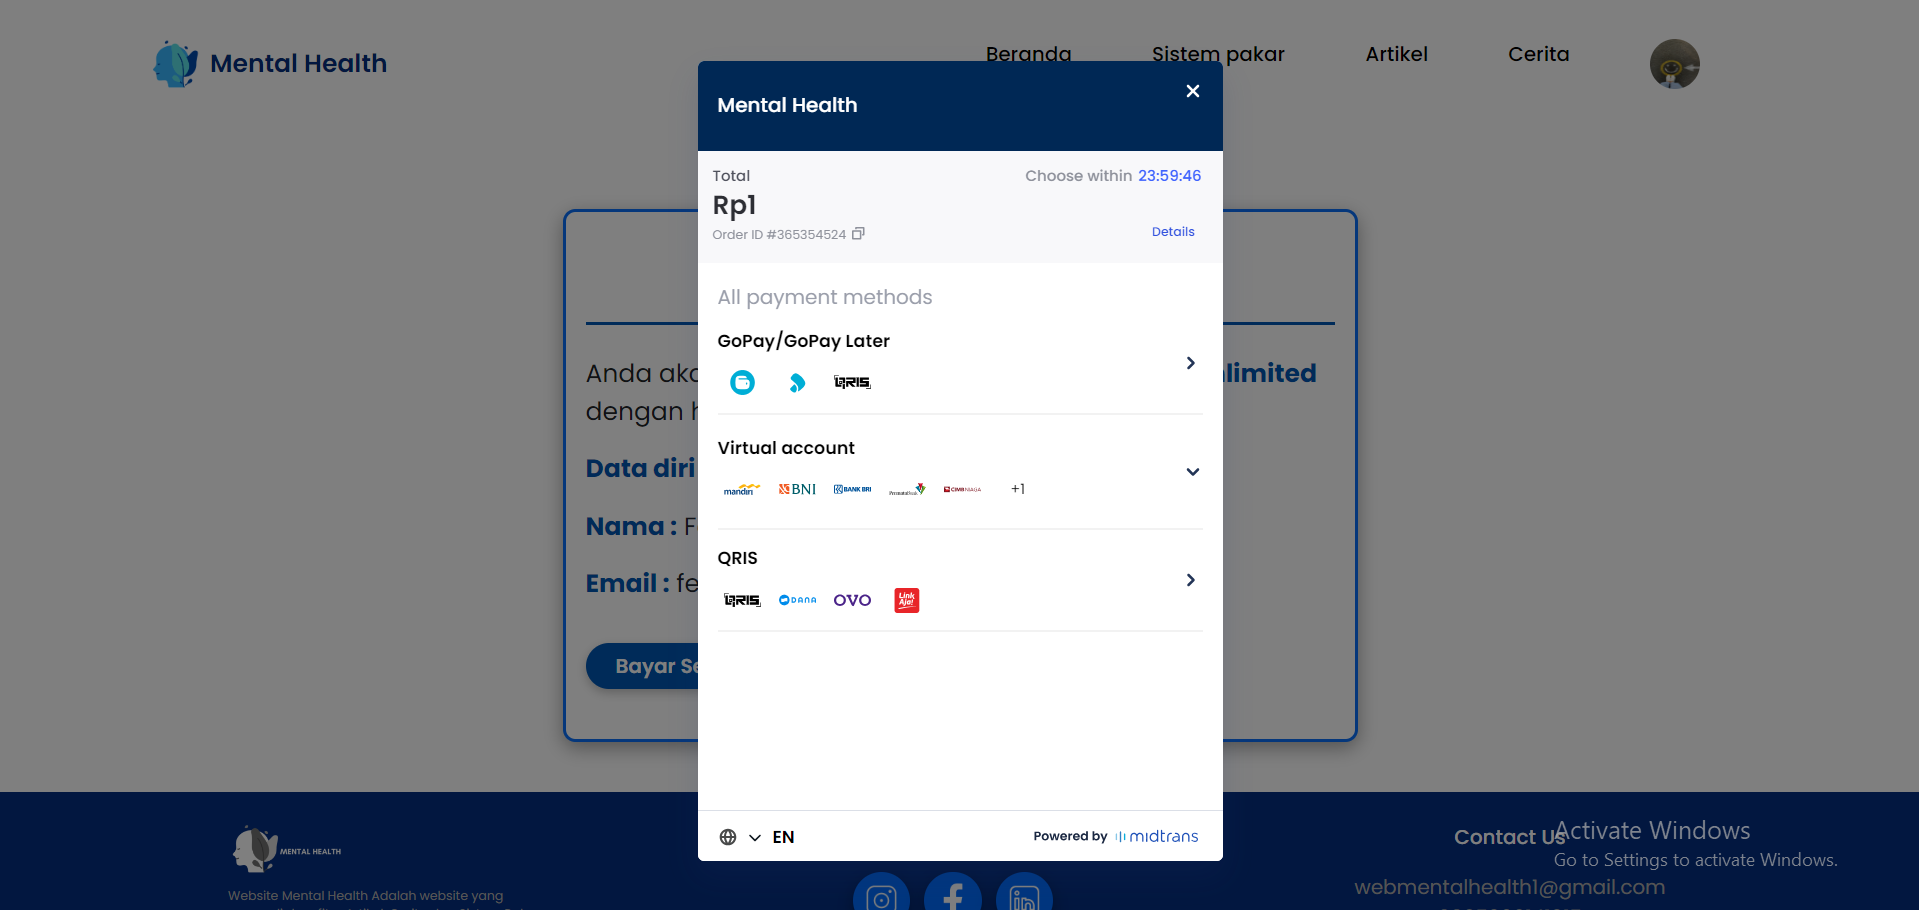 Mental Health
Beranda
Sistem pakar
Artikel
Cerita
Mental Health
Total
Choose within 23:59:46
Rp1
Order ID #365354524
Details
All payment methods
GoPay/GoPay Later
QRIS
Virtual account
mandiri
BNI
BANK BRI
PermataBank
CIMB NIAGA
+1
QRIS
QRIS
DANA
OVO
Link Aja!
EN
Powered by midtrans
Anda
dengan
Data diri
Nama : F
Email : fe
Bayar
MENTAL HEALTH
Website Mental Health Adalah website yang
Contact Us
Activate Windows
Go to Settings to activate Windows.
webmentalhealth1@gmail.com